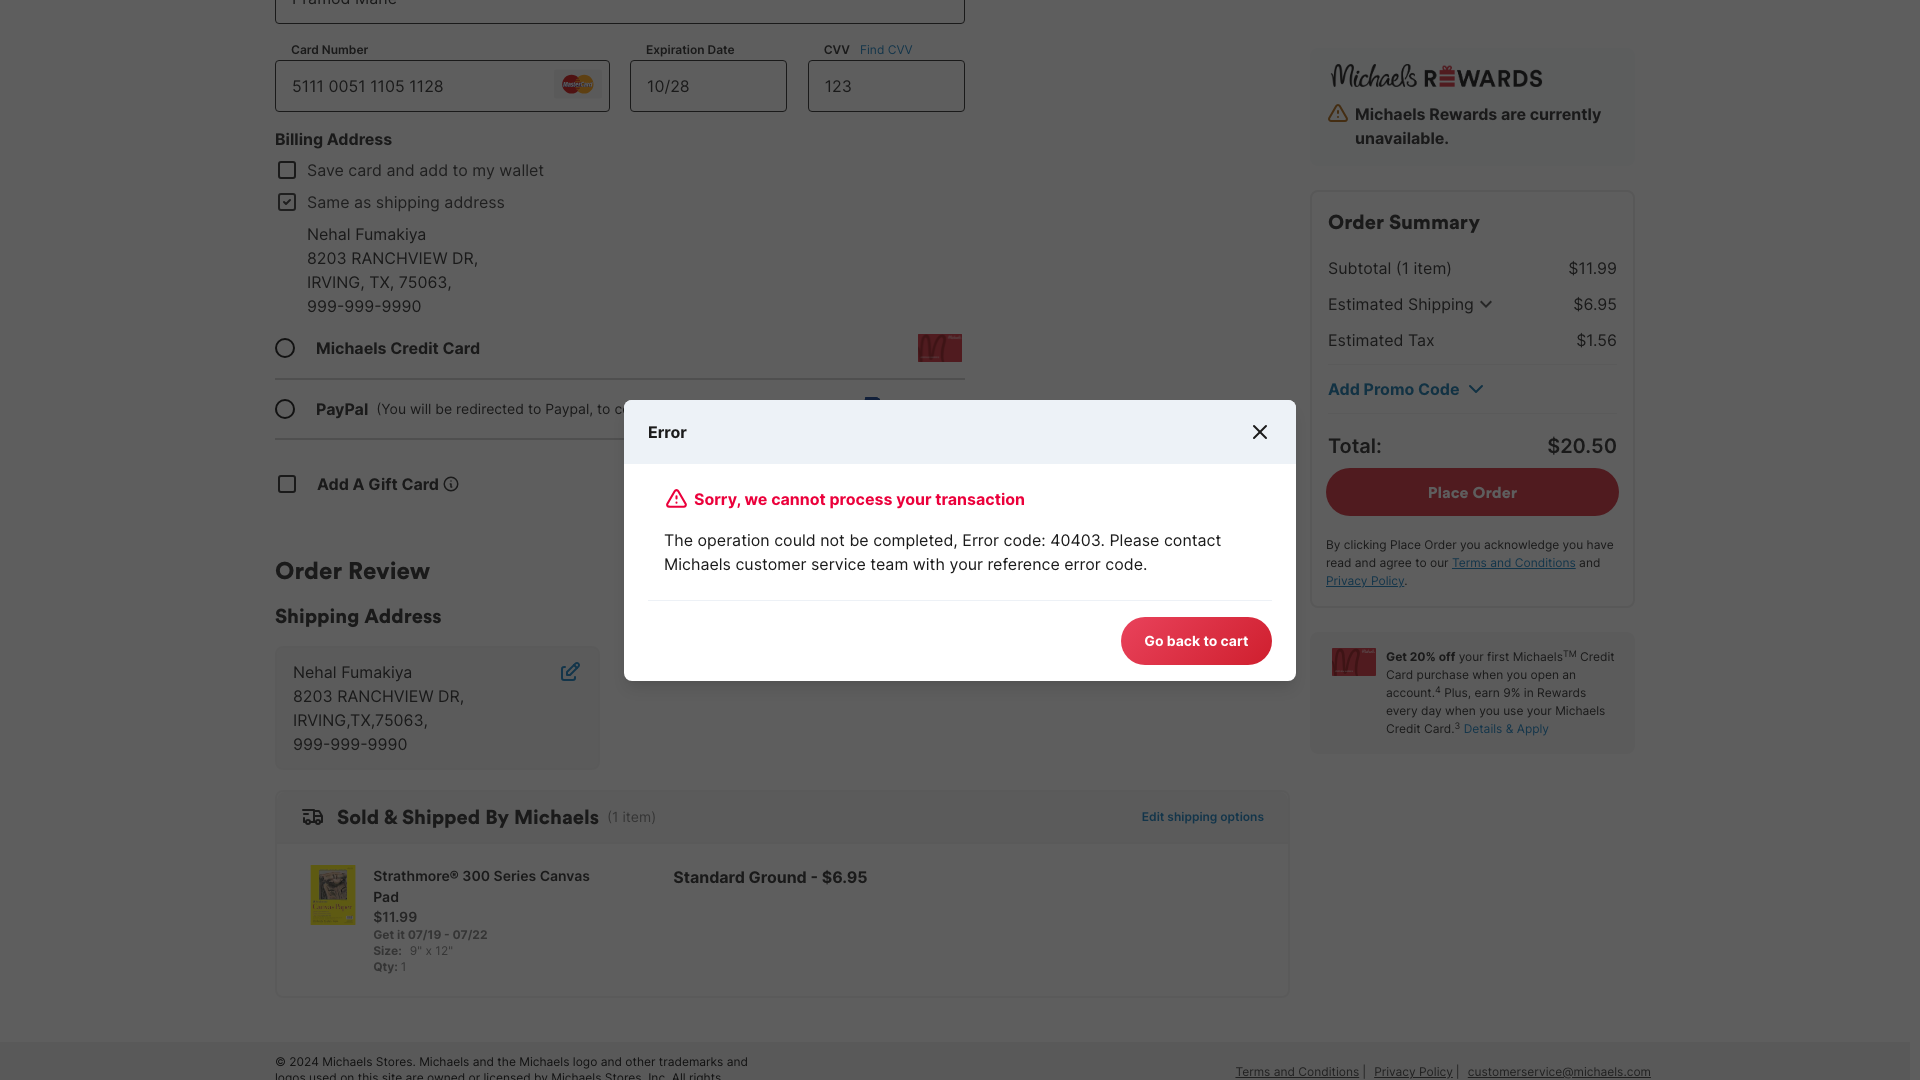 Card Number
Expiration Date
CVV Find CVV
5111 0051 1105 1128
10/28
123
Billing Address
Save card and add to my wallet
Same as shipping address
Nehal Fumakiya
8203 RANCHVIEW DR,
IRVING, TX, 75063,
999-999-9990
Michaels Credit Card
PayPal (You will be redirected to Paypal, to
Add A Gift Card
Order Review
Shipping Address
Nehal Fumakiya
8203 RANCHVIEW DR,
IRVING,TX,75063,
999-999-9990
Sold & Shipped By Michaels (1 item)
Edit shipping options
Strathmore® 300 Series Canvas
Pad
$11.99
Get it 07/19 - 07/22
Size: 9" x 12"
Qty: 1
Standard Ground - $6.95
Error
Sorry, we cannot process your transaction
The operation could not be completed, Error code: 40403. Please contact
Michaels customer service team with your reference error code.
Go back to cart
Michaels REWARDS
Michaels Rewards are currently
unavailable.
Order Summary
Subtotal (1 item) $11.99
Estimated Shipping $6.95
Estimated Tax $1.56
Add Promo Code
Total: $20.50
Place Order
By clicking Place Order you acknowledge you have
read and agree to our Terms and Conditions and
Privacy Policy.
Get 20% off your first Michaels™ Credit
Card purchase when you open an
account.⁴ Plus, earn 9% in Rewards
every day when you use your Michaels
Credit Card.³ Details & Apply
© 2024 Michaels Stores. Michaels and the Michaels logo and other trademarks and
logos used on this site are owned or licensed by Michaels Stores, Inc. All rights
Terms and Conditions | Privacy Policy | customerservice@michaels.com